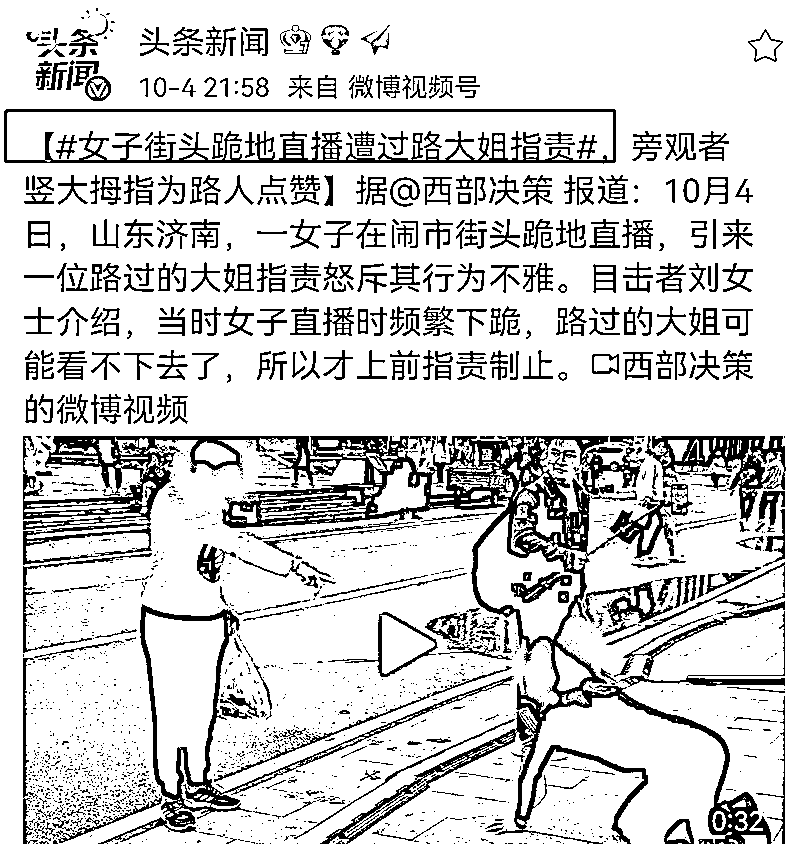 头条
新闻
头条新闻
10-4 21:58 来自 微博视频号
【#女子街头跪地直播遭过路大姐指责#，旁观者
竖大拇指为路人点赞】据@西部决策 报道：10月4
日，山东济南，一女子在闹市街头跪地直播，引来
一位路过的大姐指责怒斥其行为不雅。目击者刘女
士介绍，当时女子直播时频繁下跪，路过的大姐可
能看不下去了，所以才上前指责制止。西部决策
的微博视频
0:32